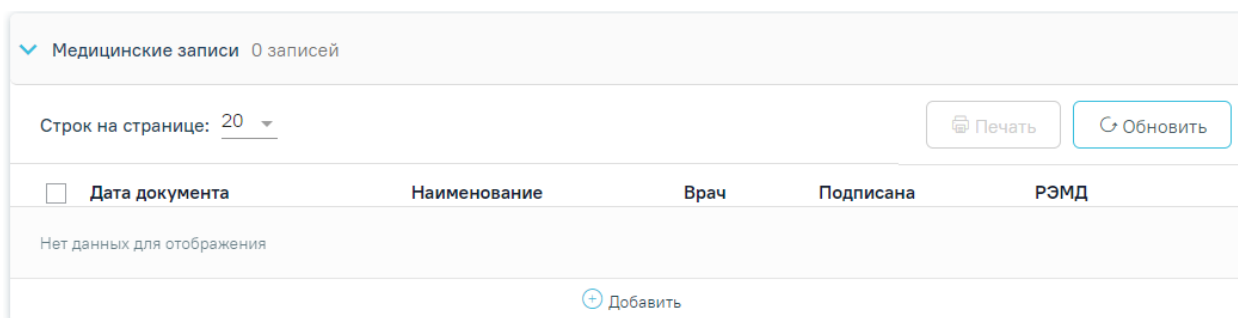 Медицинские записи 0 записей
Строк на странице: 20 Печать Обновить
Дата документа Наименование Врач Подписана РЭМД
Нет данных для отображения
Добавить